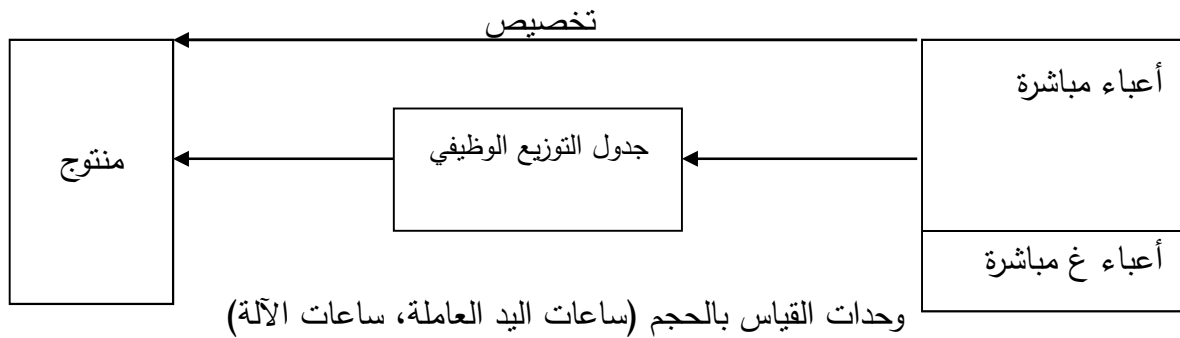 تخصيص
أعباء مباشرة
جدول التوزيع الوظيفي
منتوج
أعباء غ مباشرة
وحدات القياس بالحجم (ساعات اليد العاملة، ساعات الآلة)